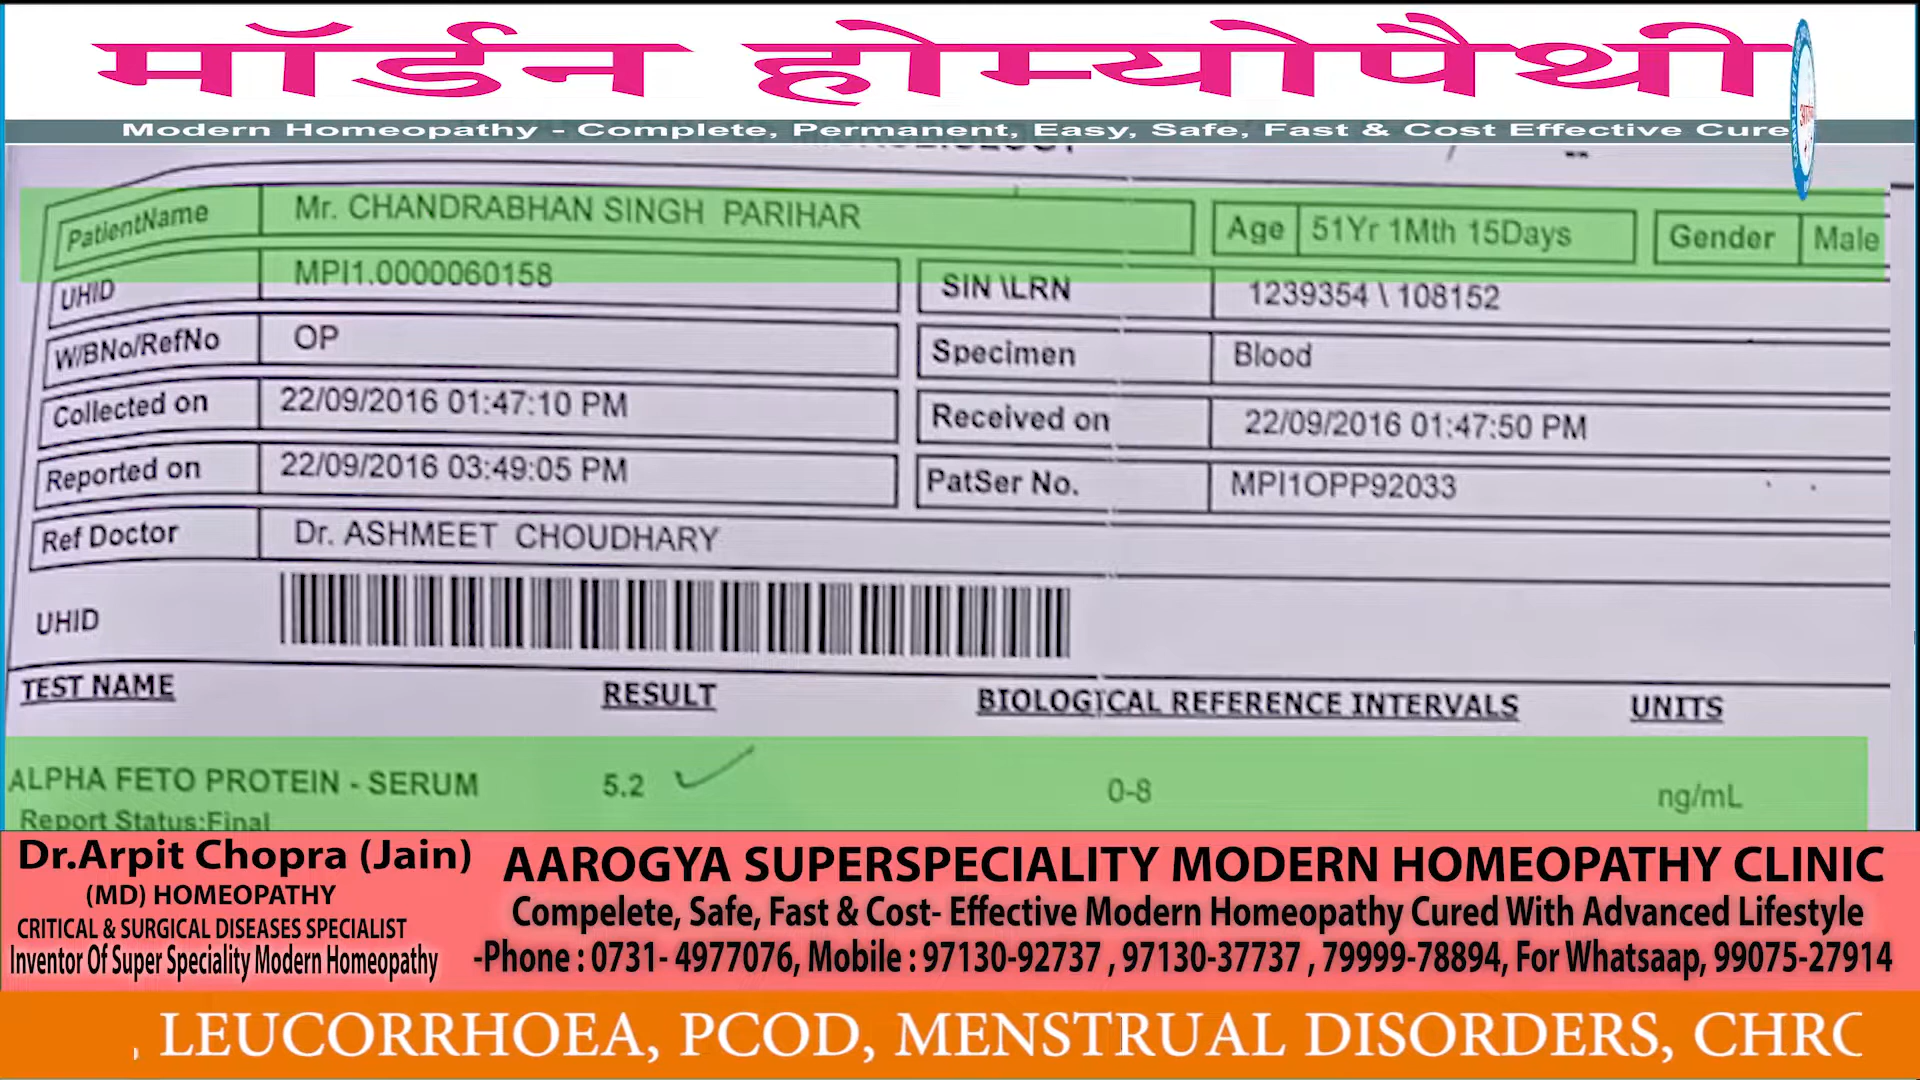 मॉर्डन होम्योपैथी
Modern Homeopathy - Complete, Permanent, Easy, Safe, Fast & Cost Effective Cure
PatientName Mr. CHANDRABHAN SINGH PARIHAR Age 51Yr 1Mth 15Days Gender Male
UHID MPI1.0000060158 SIN \LRN 1239354 \ 108152
W/BNo/RefNo OP Specimen Blood
Collected on 22/09/2016 01:47:10 PM Received on 22/09/2016 01:47:50 PM
Reported on 22/09/2016 03:49:05 PM PatSer No. MPI1OPP92033
Ref Doctor Dr. ASHMEET CHOUDHARY
UHID
TEST NAME RESULT BIOLOGICAL REFERENCE INTERVALS UNITS
ALPHA FETO PROTEIN - SERUM 5.2 0-8 ng/mL
Report Status:Final
Dr.Arpit Chopra (Jain)
(MD) HOMEOPATHY
CRITICAL & SURGICAL DISEASES SPECIALIST
Inventor Of Super Speciality Modern Homeopathy
AAROGYA SUPERSPECIALITY MODERN HOMEOPATHY CLINIC
Compelete, Safe, Fast & Cost- Effective Modern Homeopathy Cured With Advanced Lifestyle
-Phone : 0731- 4977076, Mobile : 97130-92737 , 97130-37737 , 79999-78894, For Whatsaap, 99075-27914
, LEUCORRHOEA, PCOD, MENSTRUAL DISORDERS, CHRC